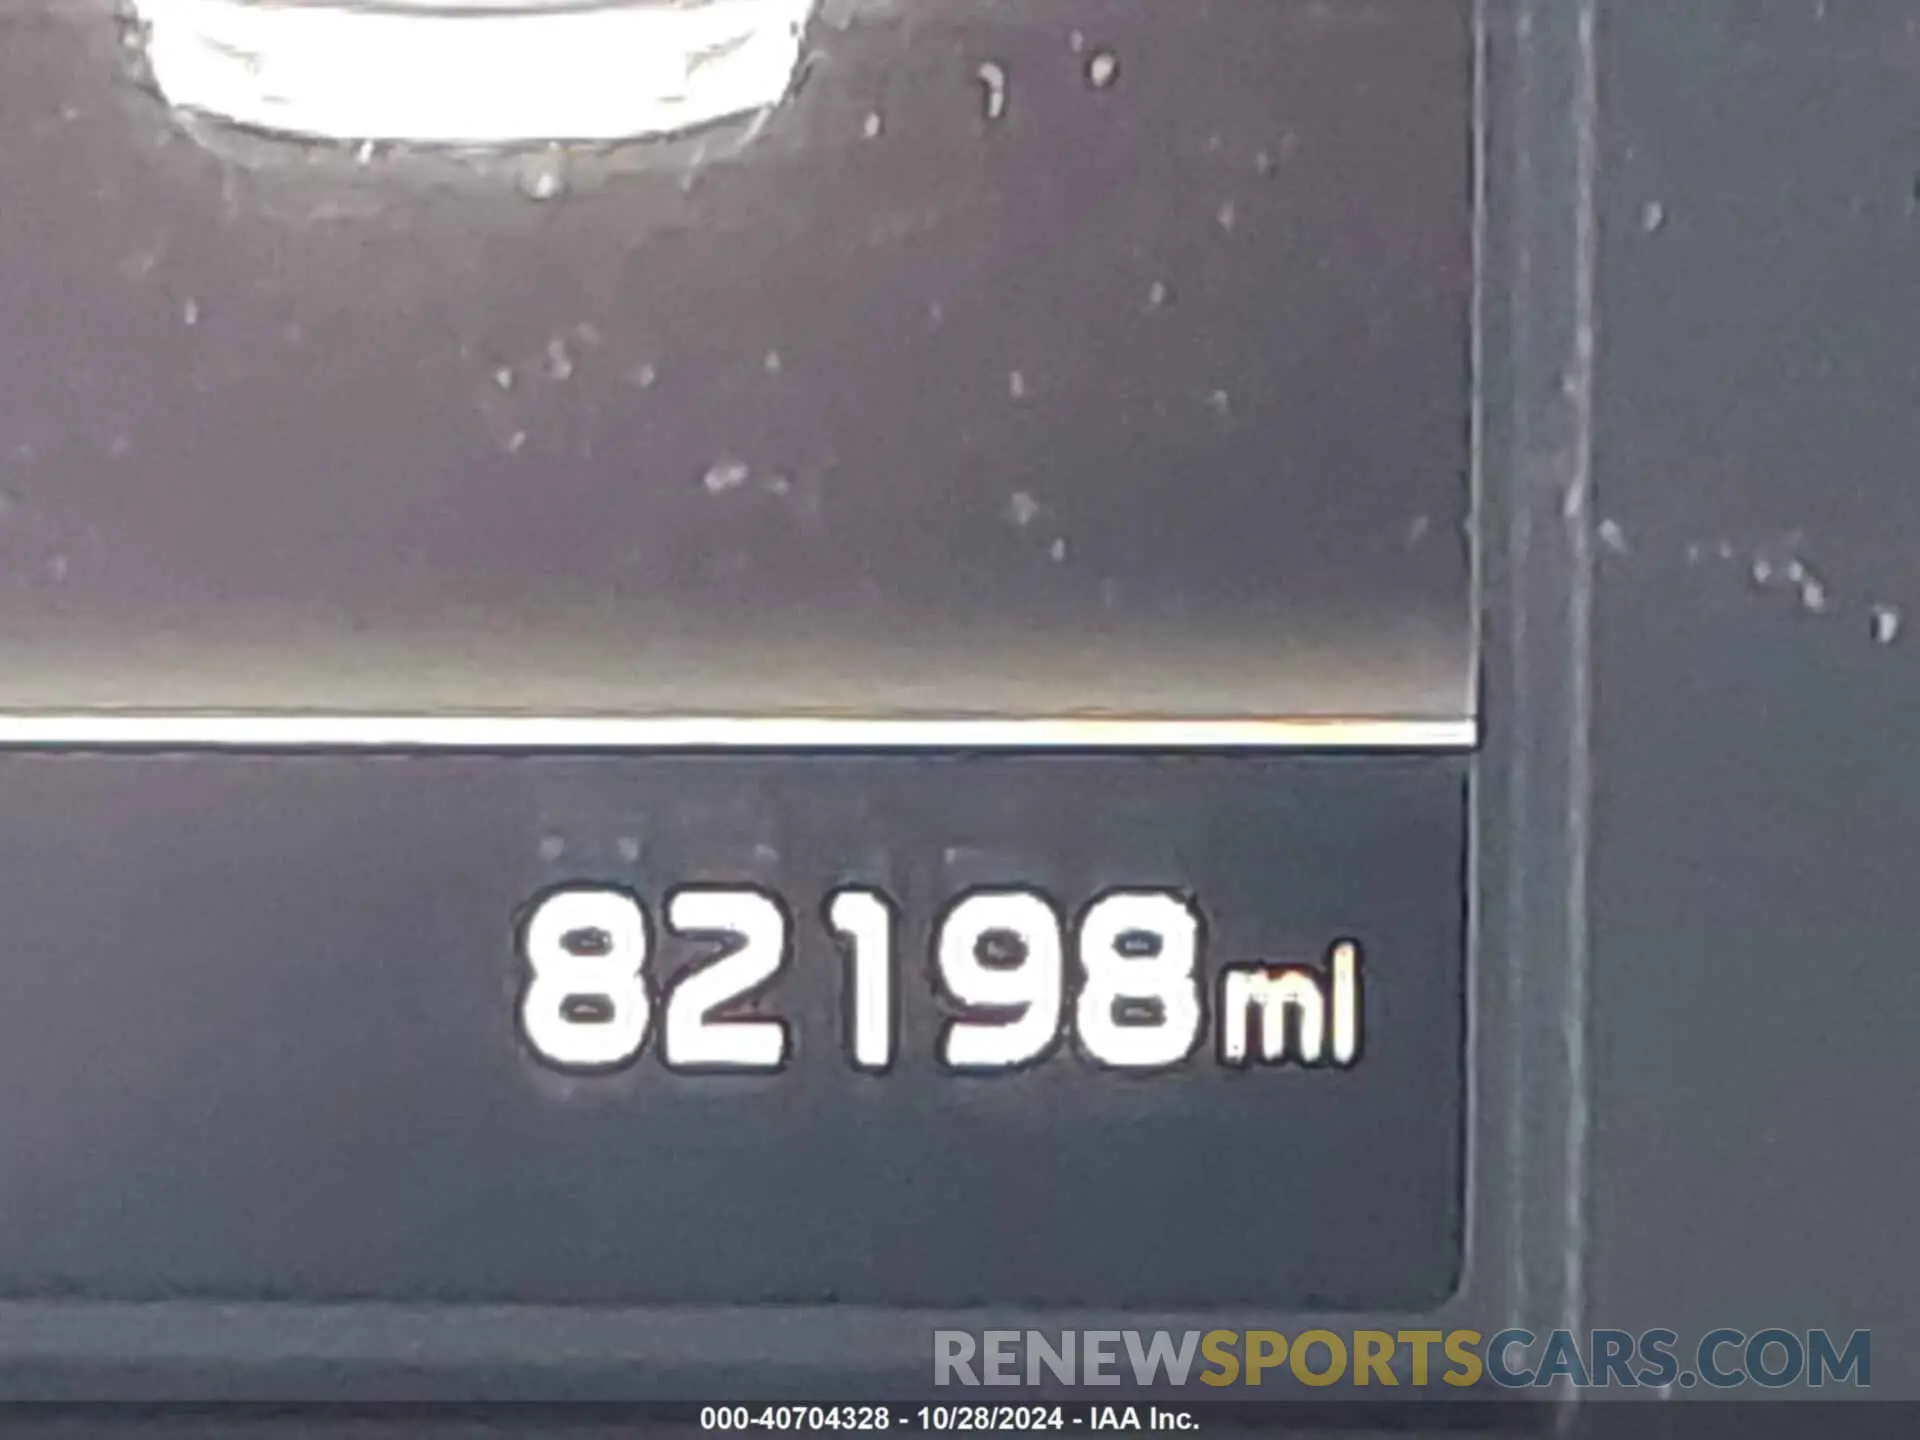 82198mi
RENEWSPORTSCARS.COM
000-40704328 - 10/28/2024 - IAA Inc.